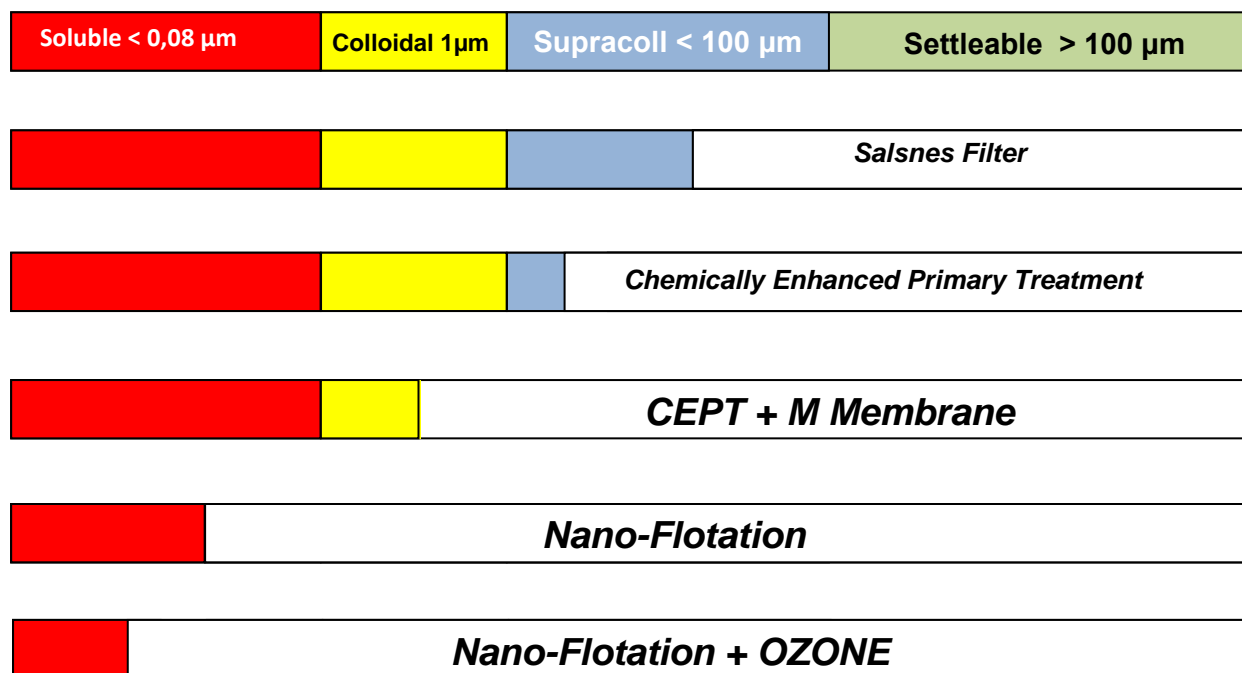 Soluble < 0,08 µm
Colloidal 1µm
Supracoll < 100 µm
Settleable > 100 µm
Salsnes Filter
Chemically Enhanced Primary Treatment
CEPT + M Membrane
Nano-Flotation
Nano-Flotation + OZONE